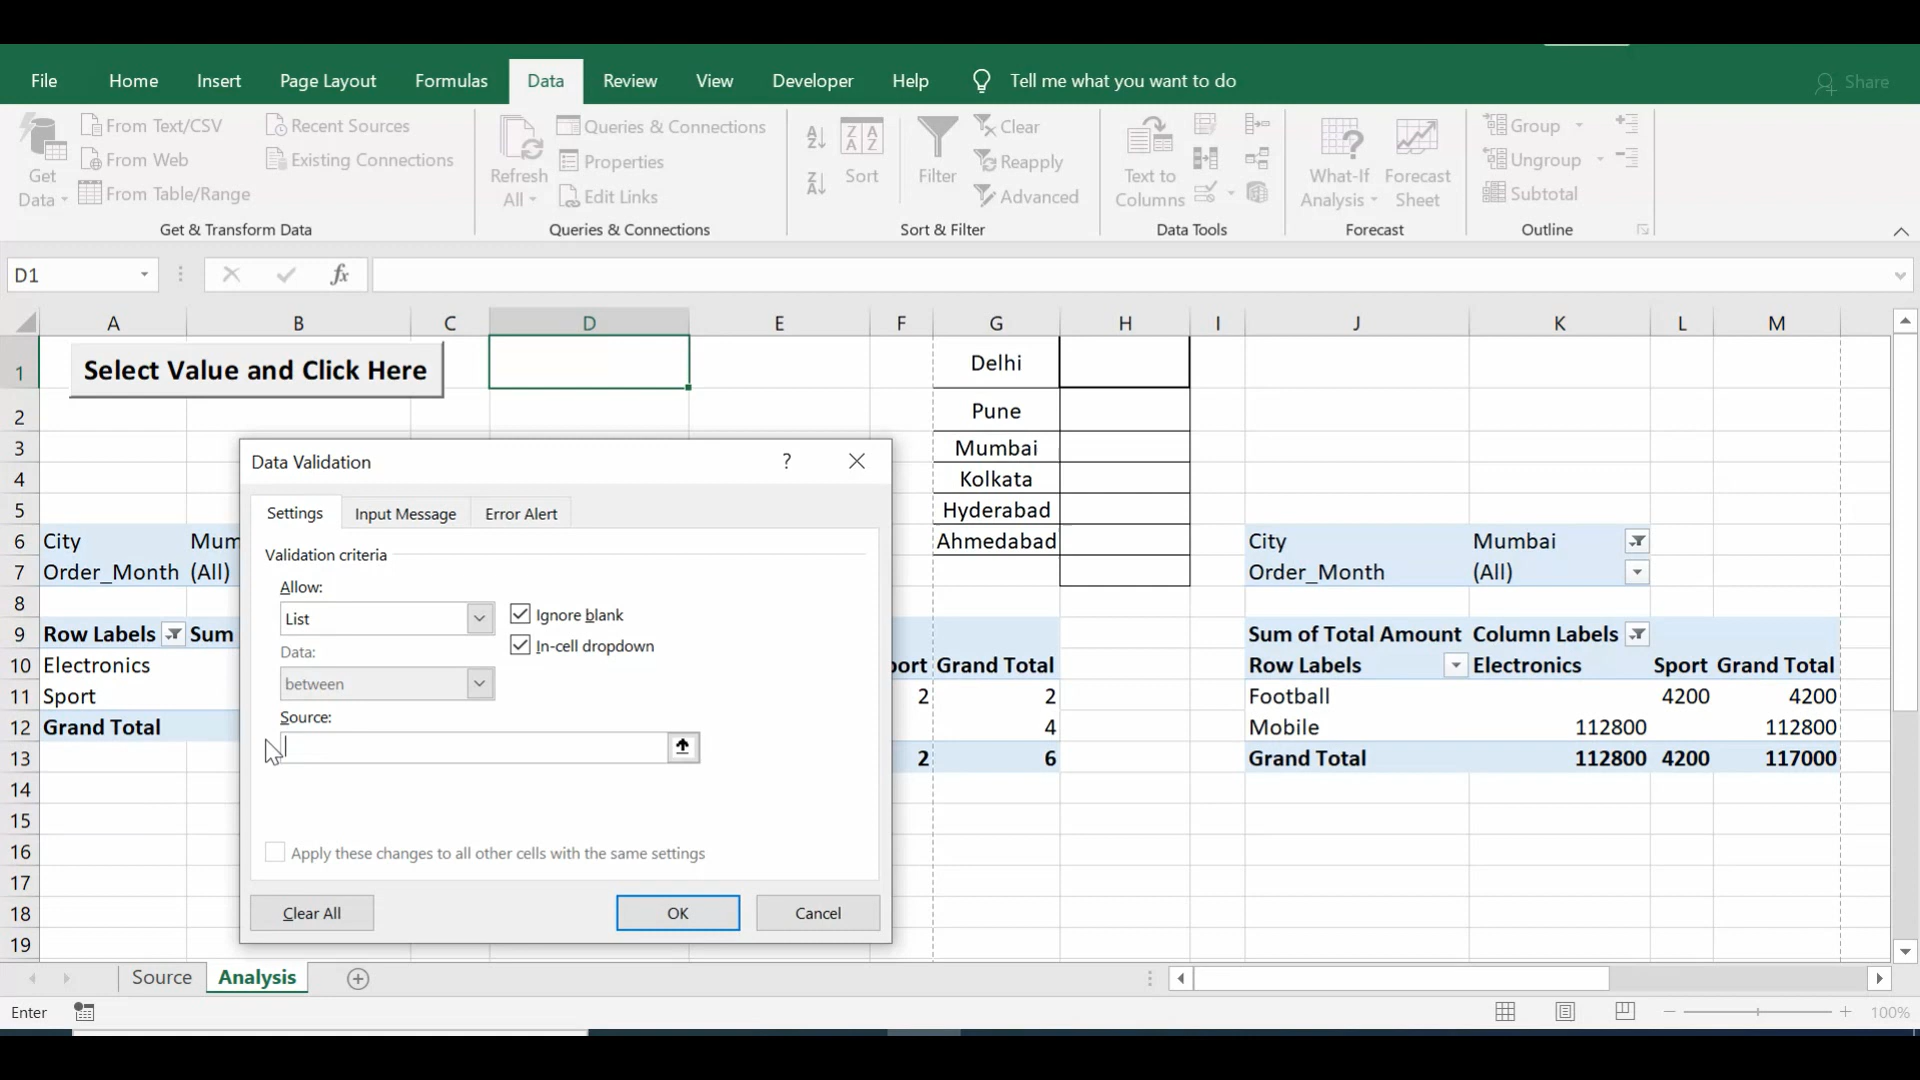 File Home Insert Page Layout Formulas Data Review View Developer Help Tell me what you want to do Share
Get Data
From Text/CSV
From Web
From Table/Range
Recent Sources
Existing Connections
Get & Transform Data
Refresh All
Queries & Connections
Properties
Edit Links
Queries & Connections
Sort
Filter
Clear
Reapply
Advanced
Sort & Filter
Text to Columns
Data Tools
What-If Analysis
Forecast Sheet
Forecast
Group
Ungroup
Subtotal
Outline
D1 fx
A B C D E F G H I J K L M
1 Select Value and Click Here Delhi
2 Pune
3 Mumbai
4 Kolkata
5 Hyderabad
6 City Mum Ahmedabad City Mumbai
7 Order_Month (All) Order_Month (All)
8
9 Row Labels Sum Sum of Total Amount Column Labels
10 Electronics port Grand Total Row Labels Electronics Sport Grand Total
11 Sport 2 2 Football 4200 4200
12 Grand Total 4 Mobile 112800 112800
13 2 6 Grand Total 112800 4200 117000
14
15
16
17
18
19
Data Validation ?
Settings Input Message Error Alert
Validation criteria
Allow:
List Ignore blank
Data: In-cell dropdown
between
Source:
Apply these changes to all other cells with the same settings
Clear All OK Cancel
Source Analysis
Enter 100%